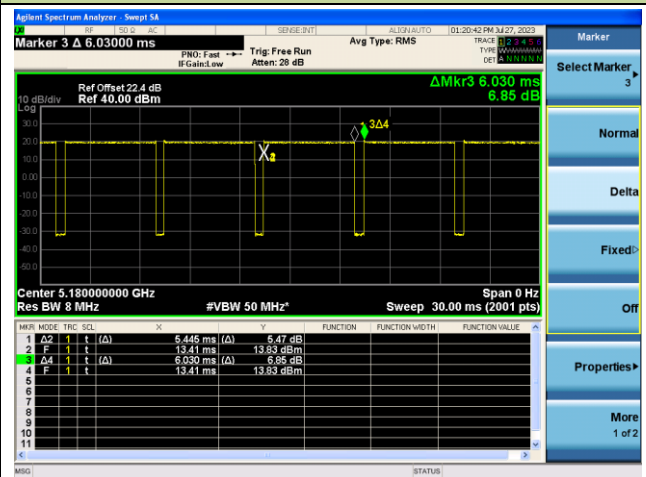 Agilent Spectrum Analyzer - Swept SA
RF 50 Ω AC SENSE:INT ALIGN AUTO 01:20:42 PM Jul 27, 2023
Marker 3 Δ 6.03000 ms
PNO: Fast
IFGain:Low
Trig: Free Run
Atten: 28 dB
Avg Type: RMS
TRACE 1 2 3 4 5 6
TYPE
DET A N N N N N
Ref Offset 22.4 dB
10 dB/div Ref 40.00 dBm
Log
ΔMkr3 6.030 ms
6.85 dB
30.0
20.0
10.0
0.00
-10.0
-20.0
-30.0
-40.0
-50.0
3Δ4
Center 5.180000000 GHz Span 0 Hz
Res BW 8 MHz #VBW 50 MHz* Sweep 30.00 ms (2001 pts)
MKR MODE TRC SCL X Y FUNCTION FUNCTION WIDTH FUNCTION VALUE
1 Δ2 1 t (Δ) 5.445 ms (Δ) 5.47 dB
2 F 1 t 13.41 ms 13.83 dBm
3 Δ4 1 t (Δ) 6.030 ms (Δ) 6.85 dB
4 F 1 t 13.41 ms 13.83 dBm
5
6
7
8
9
10
11
MSG STATUS
Marker
Select Marker
3
Normal
Delta
Fixed
Off
Properties
More
1 of 2